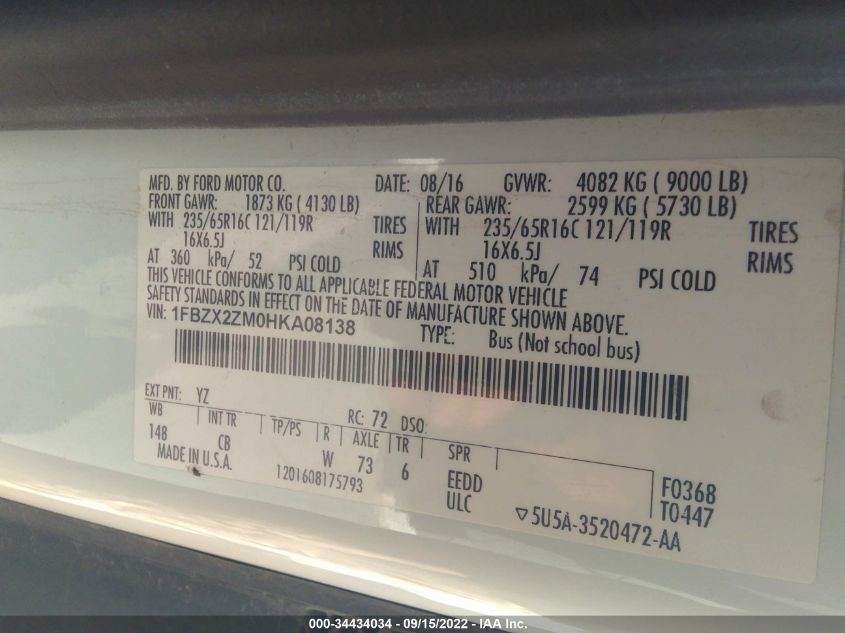 MFD. BY FORD MOTOR CO. DATE: 08/16 GVWR: 4082 KG ( 9000 LB)
FRONT GAWR: 1873 KG ( 4130 LB) REAR GAWR: 2599 KG ( 5730 LB)
WITH 235/65R16C 121/119R TIRES WITH 235/65R16C 121/119R TIRES
16X6.5J RIMS 16X6.5J RIMS
AT 360 kPa/ 52 PSI COLD AT 510 kPa/ 74 PSI COLD
THIS VEHICLE CONFORMS TO ALL APPLICABLE FEDERAL MOTOR VEHICLE
SAFETY STANDARDS IN EFFECT ON THE DATE OF MANUFACTURE SHOWN ABOVE.
VIN: 1FBZX2ZM0HKA08138 TYPE: Bus (Not school bus)
EXT PNT: YZ RC: 72 DSO:
WB INT TR TP/PS R AXLE TR SPR
148 CB W 73 6 EEDD F0368
MADE IN U.S.A. 1201608175793 ULC T0447
▽5U5A-3520472-AA
000-34434034 - 09/15/2022 - IAA Inc.